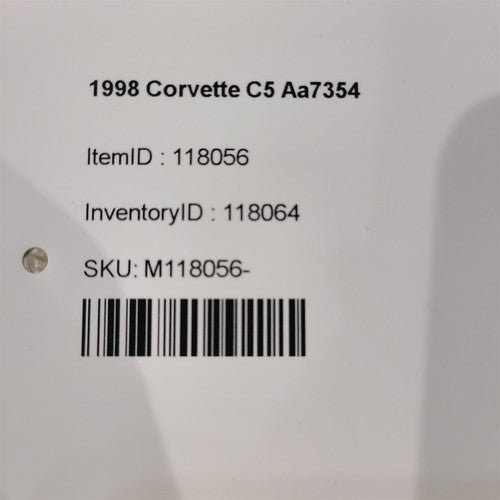 1998 Corvette C5 Aa7354
ItemID : 118056
InventoryID : 118064
SKU: M118056-